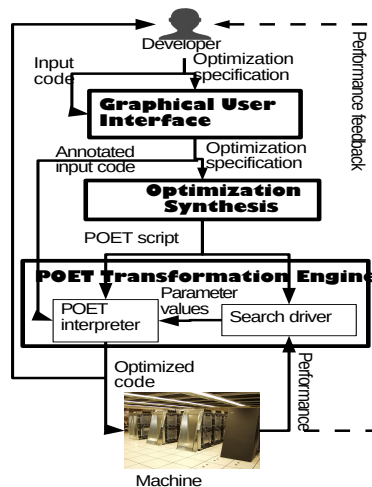 Developer
Input
code
Optimization
specification
Graphical User
Interface
Performance feedback
Annotated
input code
Optimization
specification
Optimization
Synthesis
POET script
POET Transformation Engine
POET
interpreter
Parameter
values
Search driver
Optimized
code
Performance
Machine